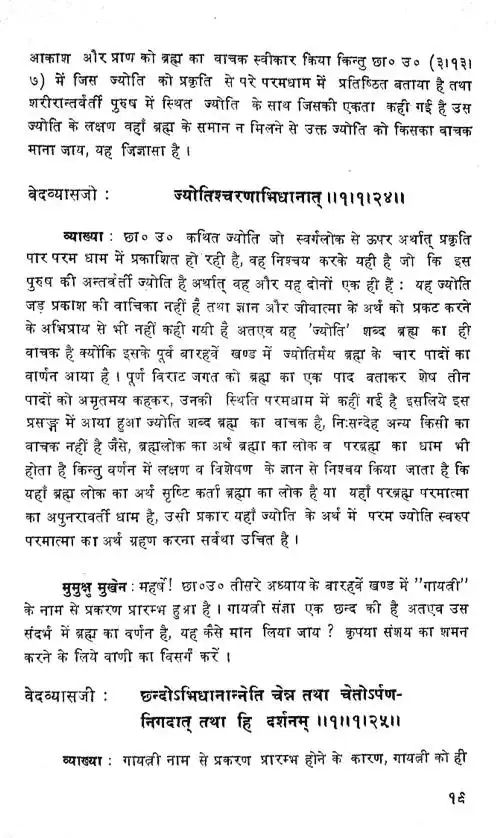 आकाश और प्राण को ब्रह्म का वाचक स्वीकार किया किन्तु छा० उ० (३।१३।
७) में जिस ज्योति को प्रकृति से परे परमधाम में प्रतिष्ठित बताया है तथा
शरीरान्तर्वर्ती पुरुष में स्थित ज्योति के साथ जिसकी एकता कही गई है उस
ज्योति के लक्षण वहाँ ब्रह्म के समान न मिलने से उक्त ज्योति को किसका वाचक
माना जाय, यह जिज्ञासा है ।
वेदव्यासजी : ज्योतिश्चरणाभिधानात् ॥१।१।२४॥
व्याख्या : छा० उ० कथित ज्योति जो स्वर्गलोक से ऊपर अर्थात् प्रकृति
पार परम धाम में प्रकाशित हो रही है, वह निश्चय करके यही है जो कि इस
पुरुष की अन्तवर्ती ज्योति है अर्थात् वह और यह दोनों एक ही हैं : यह ज्योति
जड़ प्रकाश की वाचिका नहीं है तथा ज्ञान और जीवात्मा के अर्थ को प्रकट करने
के अभिप्राय से भी नहीं कही गयी है अतएव यह 'ज्योति' शब्द ब्रह्म का ही
वाचक है क्योंकि इसके पूर्व वारहवें खण्ड में ज्योतिर्मय ब्रह्म के चार पादों का
वार्णन आया है । पूर्ण विराट जगत को ब्रह्म का एक पाद बताकर शेष तीन
पादों को अमृतमय कहकर, उनकी स्थिति परमधाम में कहीं गई है इसलिये इस
प्रसङ्ग में आया हुआ ज्योति शब्द ब्रह्म का वाचक है, नि:सन्देह अन्य किसी का
वाचक नहीं है जैसे, ब्रह्मलोक का अर्थ ब्रह्मा का लोक व परब्रह्म का धाम भी
होता है किन्तु वर्णन में लक्षण व विशेषण के ज्ञान से निश्चय किया जाता है कि
यहाँ ब्रह्म लोक का अर्थ सृष्टि कर्ता ब्रह्मा का लोक है या यहाँ परब्रह्म परमात्मा
का अपुनरावर्ती धाम है, उसी प्रकार यहाँ ज्योति के अर्थ में परम ज्योति स्वरुप
परमात्मा का अर्थ ग्रहण करना सर्वथा उचित है ।
मुमुक्षु मुखेन : महर्षे! छा०उ० तीसरे अध्याय के वारहवें खण्ड में "गायत्री"
के नाम से प्रकरण प्रारम्भ हुआ है । गायत्री संज्ञा एक छन्द की है अतएव उस
संदर्भ में ब्रह्म का वर्णन है, यह कैसे मान लिया जाय ? कृपया संशय का शमन
करने के लिये वाणी का विसर्ग करें ।
वेदव्यासजी : छन्दोऽभिधानान्नेति चेन्न तथा चेतोऽर्पण-
निगदात् तथा हि दर्शनम् ॥१।१।२५॥
व्याख्या : गायत्री नाम से प्रकरण प्रारम्भ होने के कारण, गायत्री को ही
१९